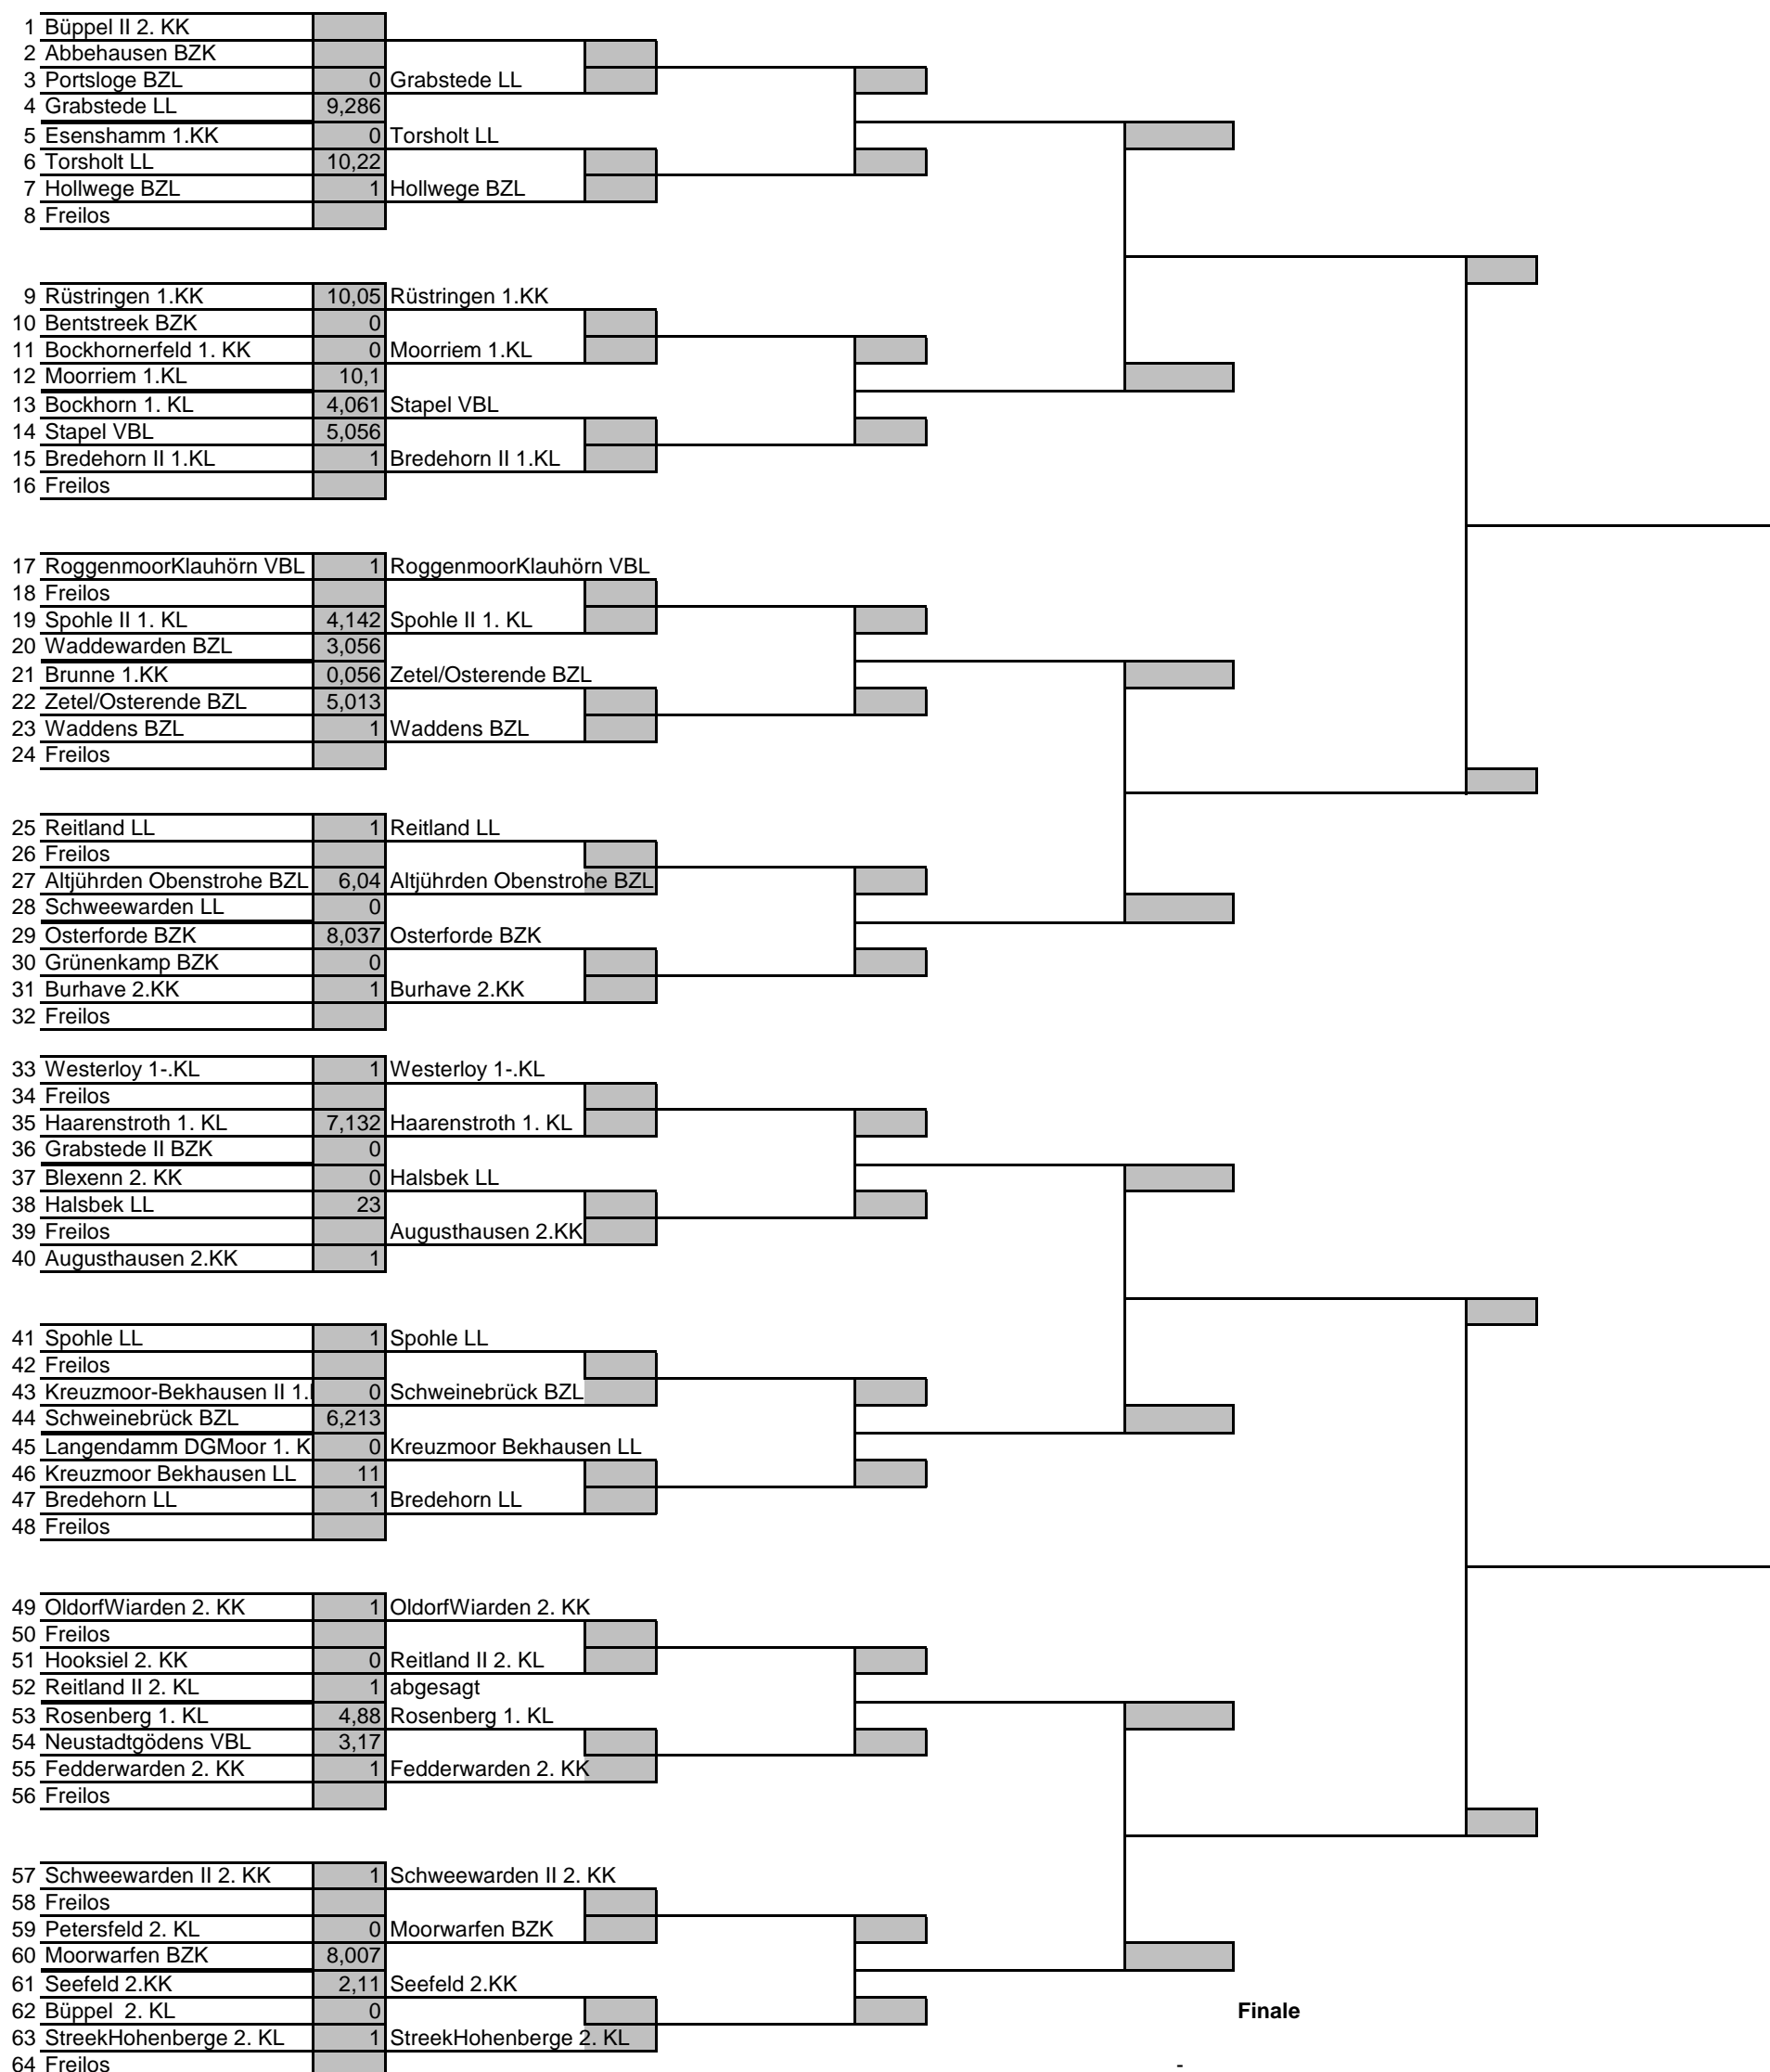 1 Büppel II 2. KK
2 Abbehausen BZK
3 Portsloge BZL 0 Grabstede LL
4 Grabstede LL 9,286
5 Esenshamm 1.KK 0 Torsholt LL
6 Torsholt LL 10,22
7 Hollwege BZL 1 Hollwege BZL
8 Freilos
9 Rüstringen 1.KK 10,05 Rüstringen 1.KK
10 Bentstreek BZK 0
11 Bockhornerfeld 1. KK 0 Moorriem 1.KL
12 Moorriem 1.KL 10,1
13 Bockhorn 1. KL 4,061 Stapel VBL
14 Stapel VBL 5,056
15 Bredehorn II 1.KL 1 Bredehorn II 1.KL
16 Freilos
17 RoggenmoorKlauhörn VBL 1 RoggenmoorKlauhörn VBL
18 Freilos
19 Spohle II 1. KL 4,142 Spohle II 1. KL
20 Waddewarden BZL 3,056
21 Brunne 1.KK 0,056 Zetel/Osterende BZL
22 Zetel/Osterende BZL 5,013
23 Waddens BZL 1 Waddens BZL
24 Freilos
25 Reitland LL 1 Reitland LL
26 Freilos
27 Altjührden Obenstrohe BZL 6,04 Altjührden Obenstrohe BZL
28 Schweewarden LL 0
29 Osterforde BZK 8,037 Osterforde BZK
30 Grünenkamp BZK 0
31 Burhave 2.KK 1 Burhave 2.KK
32 Freilos
33 Westerloy 1-.KL 1 Westerloy 1-.KL
34 Freilos
35 Haarenstroth 1. KL 7,132 Haarenstroth 1. KL
36 Grabstede II BZK 0
37 Blexenn 2. KK 0 Halsbek LL
38 Halsbek LL 23
39 Freilos Augusthausen 2.KK
40 Augusthausen 2.KK 1
41 Spohle LL 1 Spohle LL
42 Freilos
43 Kreuzmoor-Bekhausen II 1. 0 Schweinebrück BZL
44 Schweinebrück BZL 6,213
45 Langendamm DGMoor 1. K 0 Kreuzmoor Bekhausen LL
46 Kreuzmoor Bekhausen LL 11
47 Bredehorn LL 1 Bredehorn LL
48 Freilos
49 OldorfWiarden 2. KK 1 OldorfWiarden 2. KK
50 Freilos
51 Hooksiel 2. KK 0 Reitland II 2. KL
52 Reitland II 2. KL 1 abgesagt
53 Rosenberg 1. KL 4,88 Rosenberg 1. KL
54 Neustadtgödens VBL 3,17
55 Fedderwarden 2. KK 1 Fedderwarden 2. KK
56 Freilos
57 Schweewarden II 2. KK 1 Schweewarden II 2. KK
58 Freilos
59 Petersfeld 2. KL 0 Moorwarfen BZK
60 Moorwarfen BZK 8,007
61 Seefeld 2.KK 2,11 Seefeld 2.KK
62 Büppel 2. KL 0 Finale
63 StreekHohenberge 2. KL 1 StreekHohenberge 2. KL
64 Freilos -